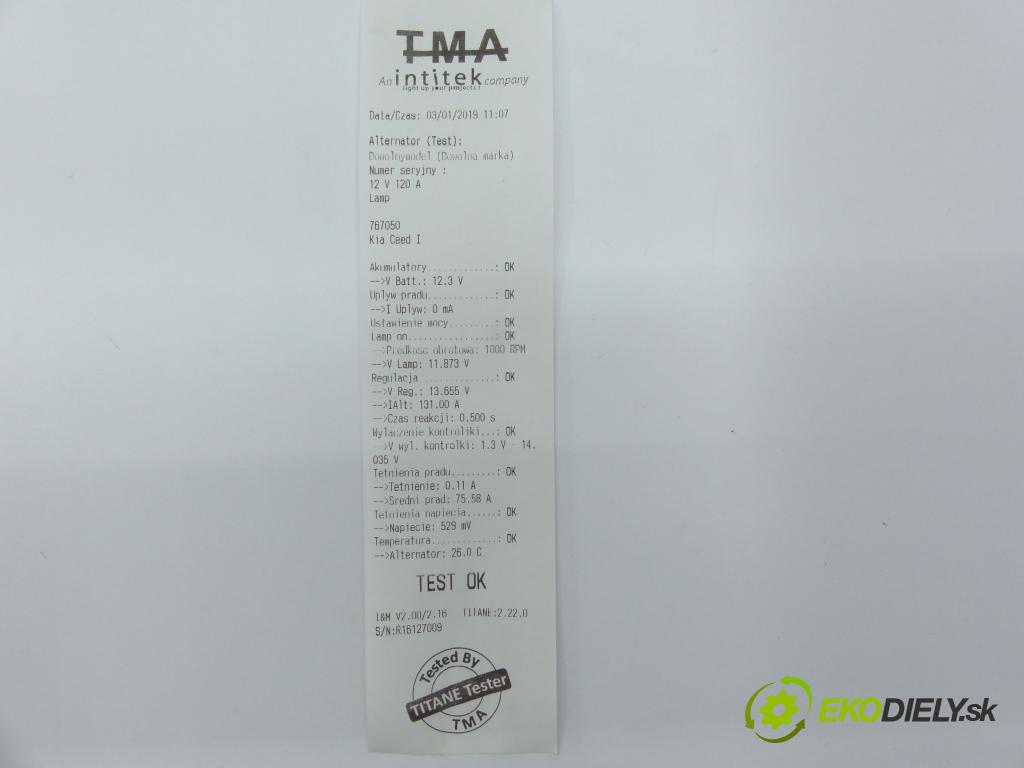 TMA
An intitek company
light up your projects !
Data/Czas: 03/01/2019 11:07
Alternator (Test):
Dowolnymodel (Dowolna marka)
Numer seryjny :
12 V 120 A
Lamp
767050
Kia Ceed I
Akumulatory.............: OK
-->V Batt.: 12.3 V
Uplyw pradu.............: OK
-->I Uplyw: 0 mA
Ustawienie mocy.........: OK
Lamp on.................: OK
-->Predkosc obrotowa: 1000 RPM
-->V Lamp: 11.873 V
Regulacja...............: OK
-->V Reg.: 13.655 V
-->IAlt: 131.00 A
-->Czas reakcji: 0.500 s
Wylaczenie kontrolki...: OK
-->V wyl. kontrolki: 1.3 V - 14.
035 V
Tetnienia pradu.........: OK
-->Tetnienie: 0.11 A
-->Sredni prad: 75.58 A
Tetnienia napiecia......: OK
-->Napiecie: 529 mV
Temperatura.............: OK
-->Alternator: 26.0 C
TEST OK
I&M V2.00/2.16 TITANE:2.22.0
S/N:R16127009
Tested By
TITANE Tester
TMA
EKODIELY.sk